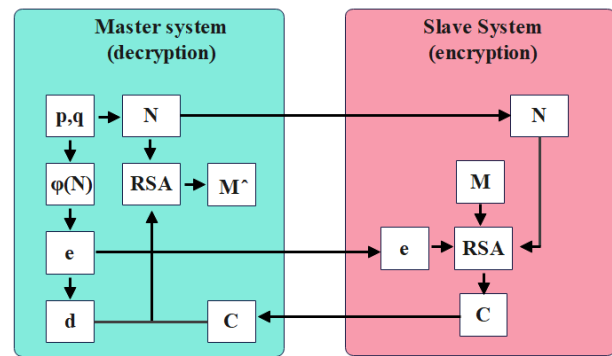 Master system
(decryption)
Slave System
(encryption)
p,q
N
N
φ(N)
RSA
M^
M
e
e
RSA
d
C
C